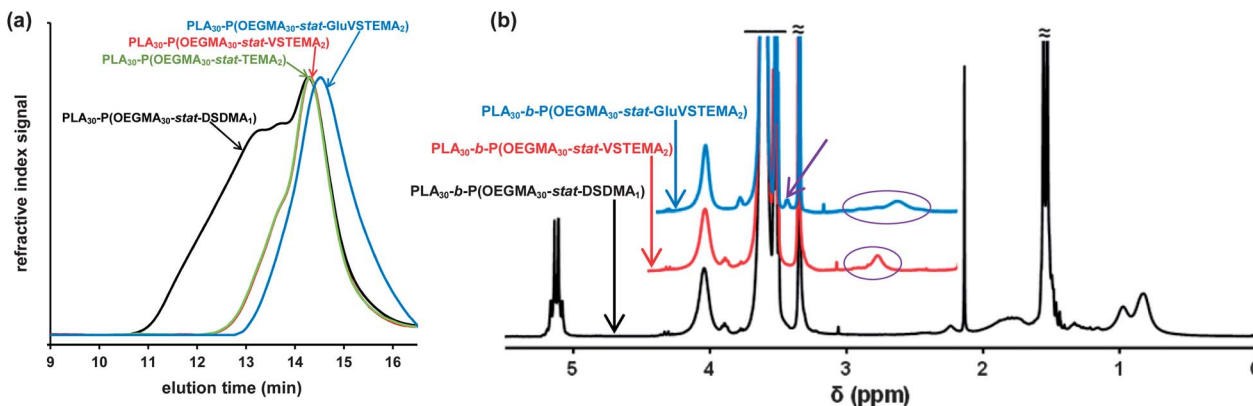 (a)
PLA₃₀-P(OEGMA₃₀-stat-GluVSTEMA₂)
PLA₃₀-P(OEGMA₃₀-stat-VSTEMA₂)
PLA₃₀-P(OEGMA₃₀-stat-TEMA₂)
PLA₃₀-P(OEGMA₃₀-stat-DSDMA₁)
refractive index signal
9 10 11 12 13 14 15 16
elution time (min)
(b)
≈ ≈
PLA₃₀-b-P(OEGMA₃₀-stat-GluVSTEMA₂)
PLA₃₀-b-P(OEGMA₃₀-stat-VSTEMA₂)
PLA₃₀-b-P(OEGMA₃₀-stat-DSDMA₁)
5 4 3 2 1
δ (ppm)